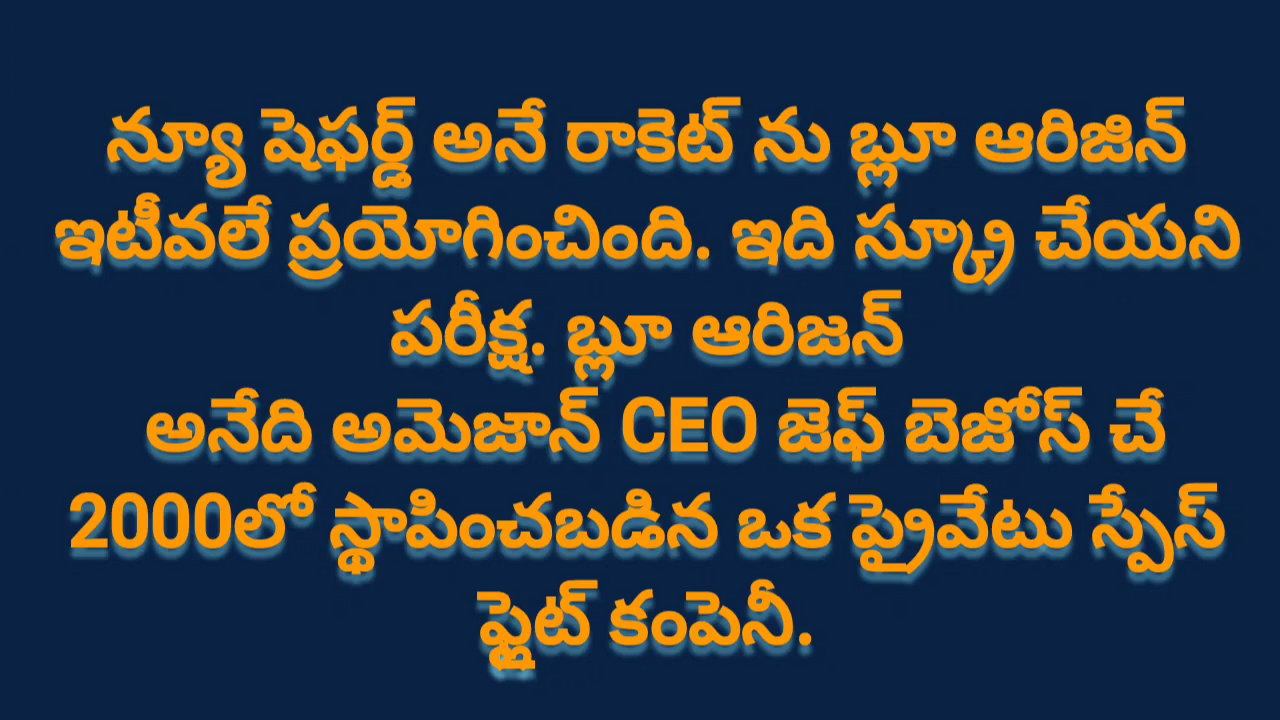 న్యూ షెఫర్డ్ అనే రాకెట్ ను బ్లూ ఆరిజిన్
ఇటీవలే ప్రయోగించింది. ఇది స్క్రూ చేయని
పరీక్ష. బ్లూ ఆరిజన్
అనేది అమెజాన్ CEO జెఫ్ బెజోస్ చే
2000లో స్థాపించబడిన ఒక ప్రైవేటు స్పేస్
ఫ్లైట్ కంపెనీ.